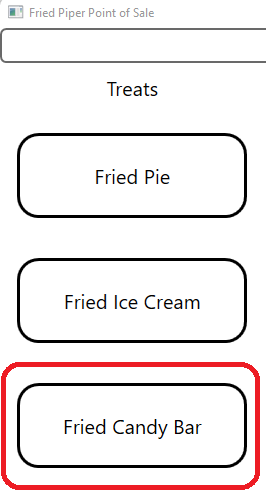 Fried Piper Point of Sale
Treats
Fried Pie
Fried Ice Cream
Fried Candy Bar